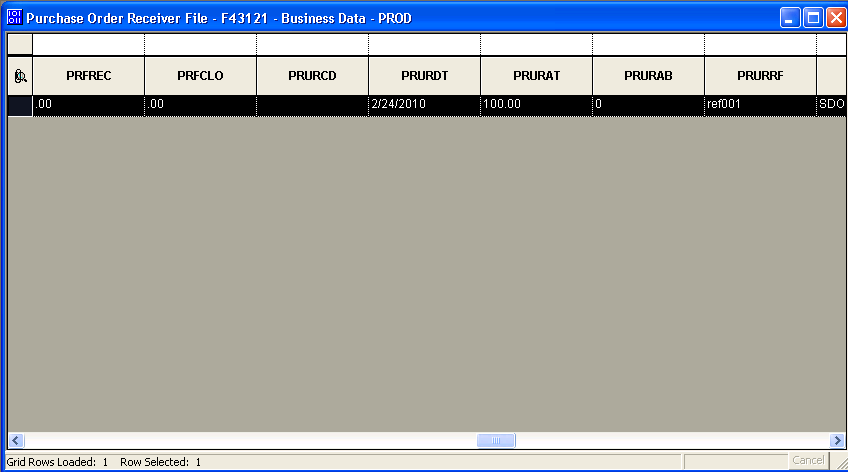 Purchase Order Receiver File - F43121 - Business Data - PROD
PRFREC PRFCLO PRURCD PRURDT PRURAT PRURAB PRURRF
.00 .00 2/24/2010 100.00 0 ref001 SDO
Grid Rows Loaded: 1 Row Selected: 1 Cancel